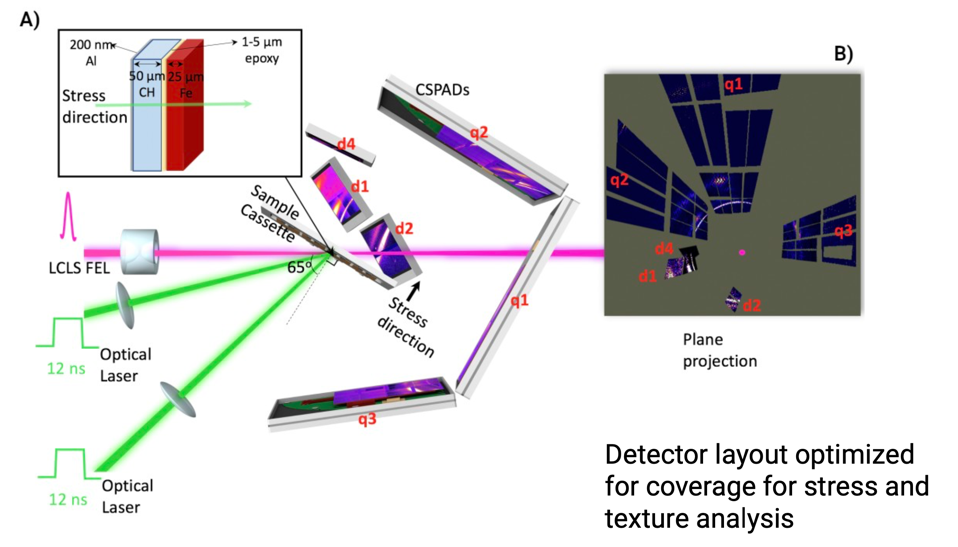 A)
200 nm
Al
1-5 µm
epoxy
50 µm
CH
25 µm
Fe
Stress
direction
CSPADs
q2
d4
d1
d2
Sample
Cassette
LCLS FEL
65°
Stress
direction
q1
12 ns
Optical
Laser
q3
12 ns
Optical
Laser
B)
q1
q2
q3
d4
d1
d2
Plane
projection
Detector layout optimized
for coverage for stress and
texture analysis